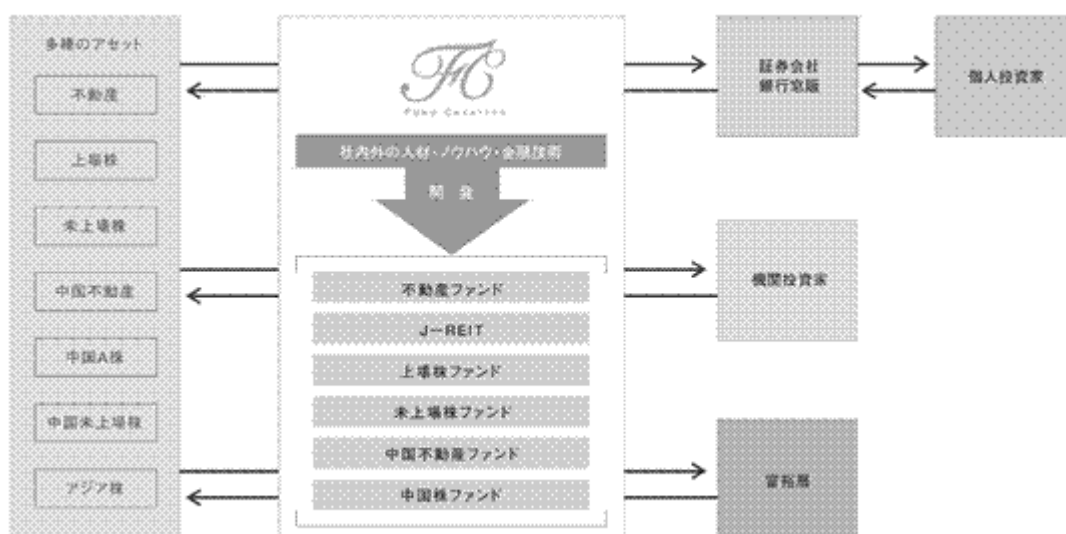 多種のアセット
不動産
上場株
未上場株
中国不動産
中国A株
中国未上場株
アジア株
FC
FUND CREATION
社内外の人材・ノウハウ・金融技術
開発
不動産ファンド
J-REIT
上場株ファンド
未上場株ファンド
中国不動産ファンド
中国株ファンド
証券会社
銀行窓販
個人投資家
機関投資家
富裕層